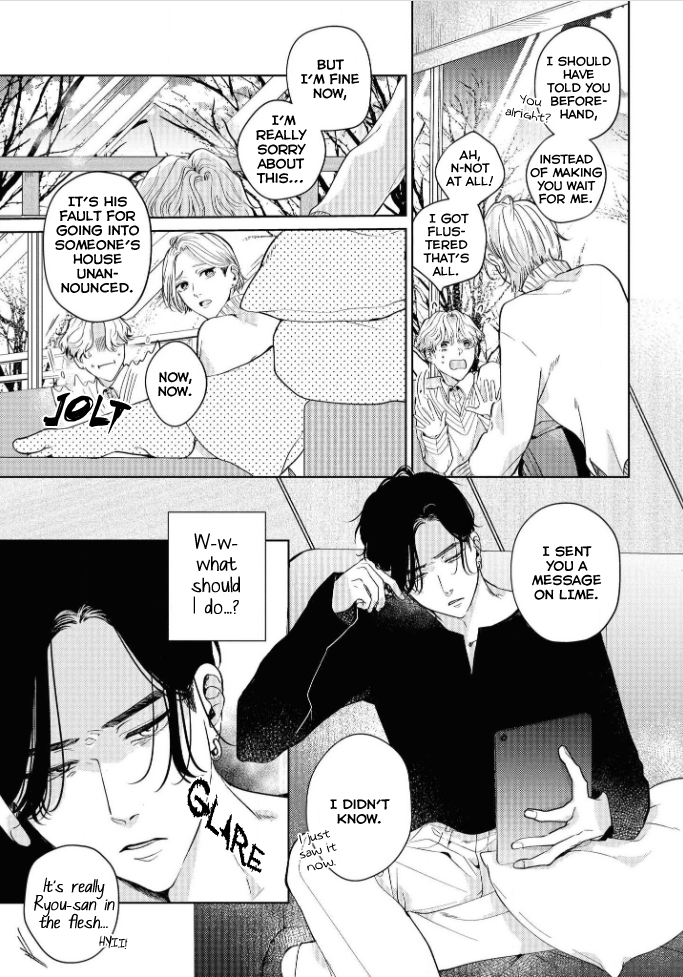 I SHOULD
HAVE
TOLD YOU
BEFORE-
HAND,
You
alright?
INSTEAD
OF MAKING
YOU WAIT
FOR ME.
AH,
N-NOT
AT ALL!
I GOT
FLUS-
TERED
THAT'S
ALL.
BUT
I'M FINE
NOW,
I'M
REALLY
SORRY
ABOUT
THIS...
IT'S HIS
FAULT FOR
GOING INTO
SOMEONE'S
HOUSE
UNAN-
NOUNCED.
NOW,
NOW.
JOLT
I SENT
YOU A
MESSAGE
ON LIME.
I DIDN'T
KNOW.
I just
saw it
now.
W-w-
what
should
I do...?
GLARE
It's really
Ryou-san in
the flesh...
HYII!